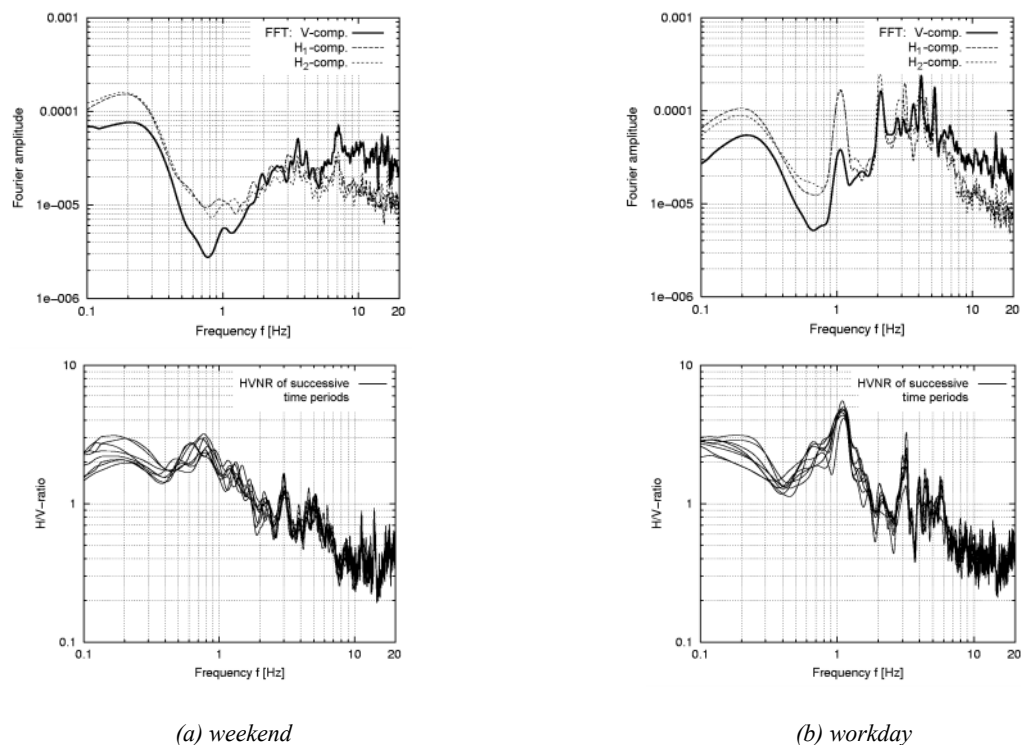 0.001
0.0001
1e−005
1e−006
Fourier amplitude
FFT: V-comp.
H1-comp.
H2-comp.
0.1
1
10
20
Frequency f [Hz]
0.001
0.0001
1e−005
1e−006
Fourier amplitude
FFT: V-comp.
H1-comp.
H2-comp.
0.1
1
10
20
Frequency f [Hz]
10
1
0.1
H/V−ratio
HVNR of successive
time periods
0.1
1
10
20
Frequency f [Hz]
10
1
0.1
H/V−ratio
HVNR of successive
time periods
0.1
1
10
20
Frequency f [Hz]
(a) weekend
(b) workday